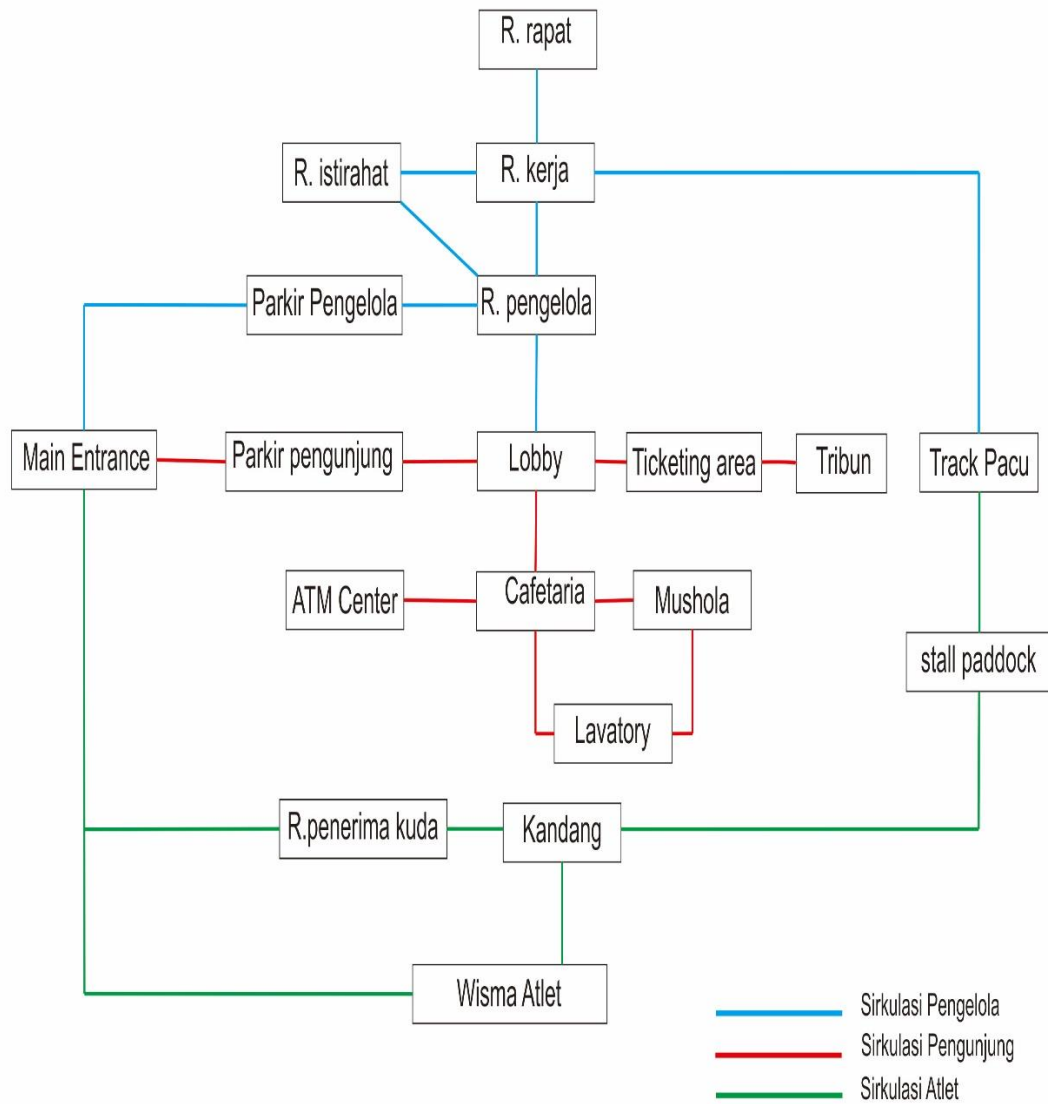 R. rapat
R. istirahat
R. kerja
Parkir Pengelola
R. pengelola
Main Entrance
Parkir pengunjung
Lobby
Ticketing area
Tribun
Track Pacu
ATM Center
Cafetaria
Mushola
stall paddock
Lavatory
R.penerima kuda
Kandang
Wisma Atlet
Sirkulasi Pengelola
Sirkulasi Pengunjung
Sirkulasi Atlet